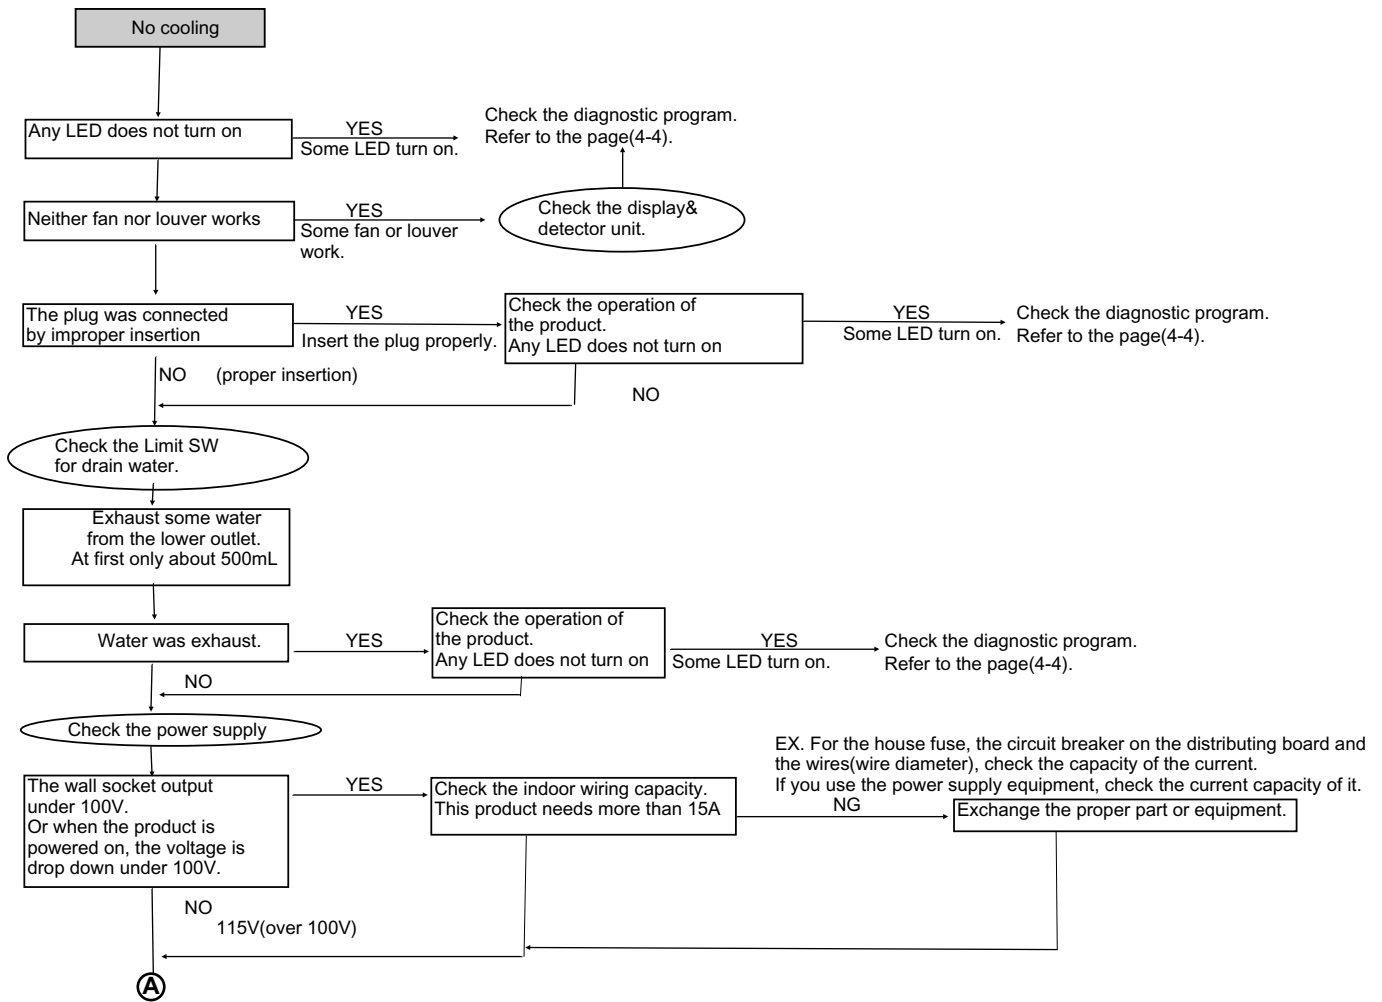 No cooling
Any LED does not turn on
YES
Some LED turn on.
Check the diagnostic program.
Refer to the page(4-4).
Neither fan nor louver works
YES
Some fan or louver
work.
Check the display&
detector unit.
The plug was connected
by improper insertion
YES
Insert the plug properly.
Check the operation of
the product.
Any LED does not turn on
YES
Some LED turn on.
Check the diagnostic program.
Refer to the page(4-4).
NO (proper insertion)
NO
Check the Limit SW
for drain water.
Exhaust some water
from the lower outlet.
At first only about 500mL
Water was exhaust.
YES
Check the operation of
the product.
Any LED does not turn on
YES
Some LED turn on.
Check the diagnostic program.
Refer to the page(4-4).
NO
Check the power supply
EX. For the house fuse, the circuit breaker on the distributing board and
the wires(wire diameter), check the capacity of the current.
If you use the power supply equipment, check the current capacity of it.
The wall socket output
under 100V.
Or when the product is
powered on, the voltage is
drop down under 100V.
YES
Check the indoor wiring capacity.
This product needs more than 15A
NG
Exchange the proper part or equipment.
NO
115V(over 100V)
A